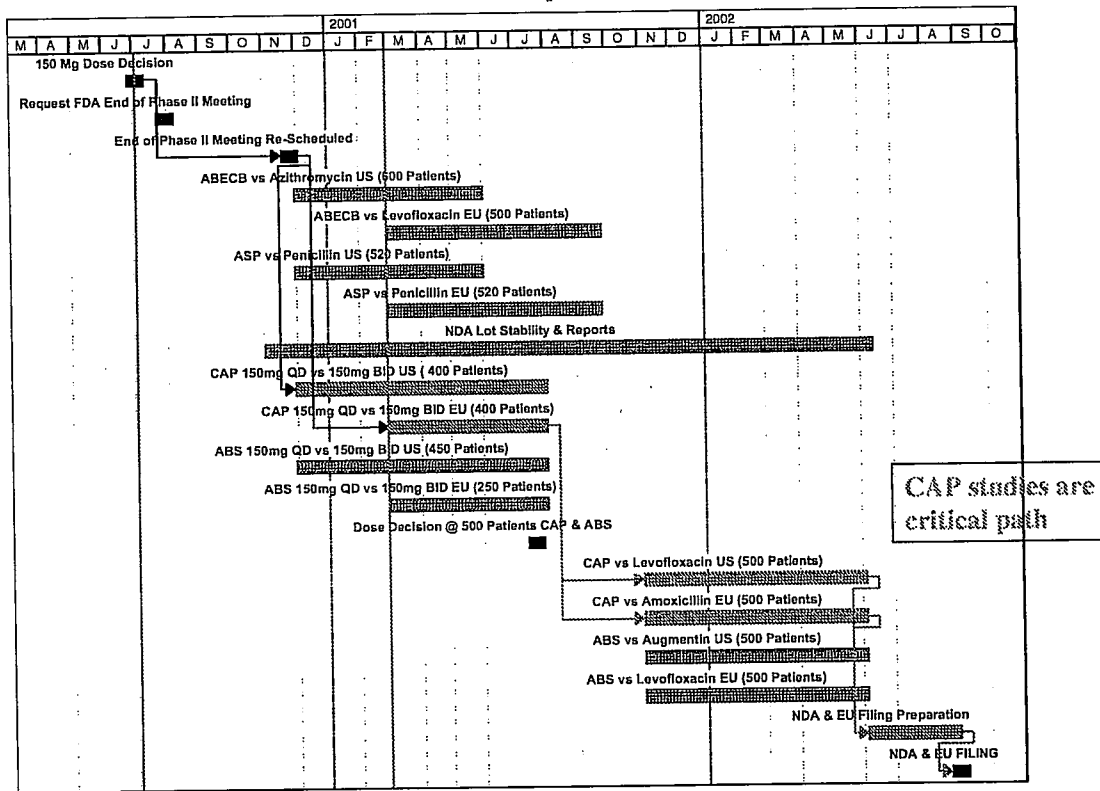 2001
2002
M A M J J A S O N D J F M A M J J A S O N D J F M A M J J A S O
150 Mg Dose Decision
Request FDA End of Phase II Meeting
End of Phase II Meeting Re-Scheduled
ABECB vs Azithromycin US (600 Patients)
ABECB vs Levofloxacin EU (500 Patients)
ASP vs Penicillin US (520 Patients)
ASP vs Penicillin EU (520 Patients)
NDA Lot Stability & Reports
CAP 150mg QD vs 150mg BID US ( 400 Patients)
CAP 150mg QD vs 150mg BID EU (400 Patients)
ABS 150mg QD vs 150mg BID US (450 Patients)
ABS 150mg QD vs 150mg BID EU (250 Patients)
CAP studies are
critical path
Dose Decision @ 500 Patients CAP & ABS
CAP vs Levofloxacin US (500 Patients)
CAP vs Amoxicillin EU (500 Patients)
ABS vs Augmentin US (500 Patients)
ABS vs Levofloxacin EU (500 Patients)
NDA & EU Filing Preparation
NDA & EU FILING